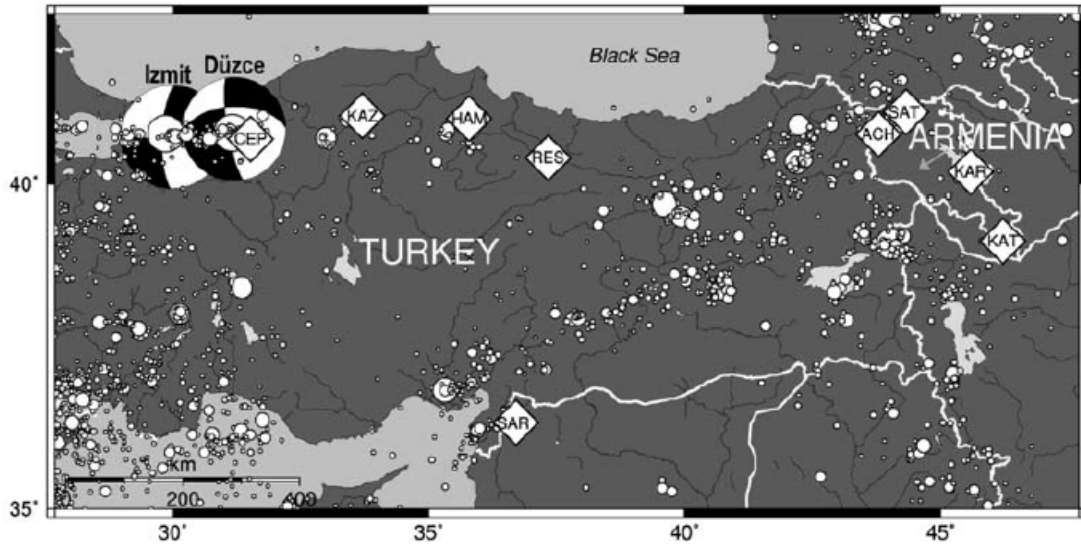 Black Sea
Izmit
Düzce
KAZ
HAM
SAT
CEP
ACH
ARMENIA
RES
KAR
40°
KAT
TURKEY
SAR
km
0 200 400
35°
30° 35° 40° 45°